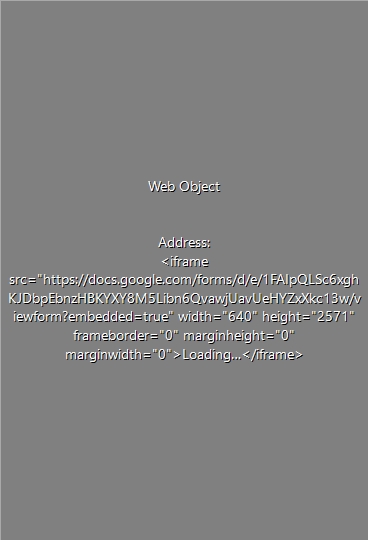 Web Object
Address:
<iframe
src="https://docs.google.com/forms/d/e/1FAIpQLSc6xgh
KJDbpEbnzHBKYXY8M5Libn6QvawjUavUeHYZxXkc13w/v
iewform?embedded=true" width="640" height="2571"
frameborder="0" marginheight="0"
marginwidth="0">Loading...</iframe>